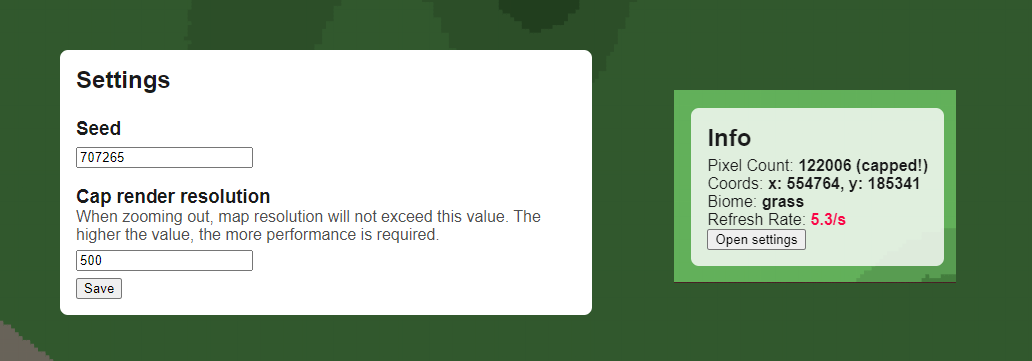 Settings
Seed
707265
Cap render resolution
When zooming out, map resolution will not exceed this value. The
higher the value, the more performance is required.
500
Save
Info
Pixel Count: 122006 (capped!)
Coords: x: 554764, y: 185341
Biome: grass
Refresh Rate: 5.3/s
Open settings